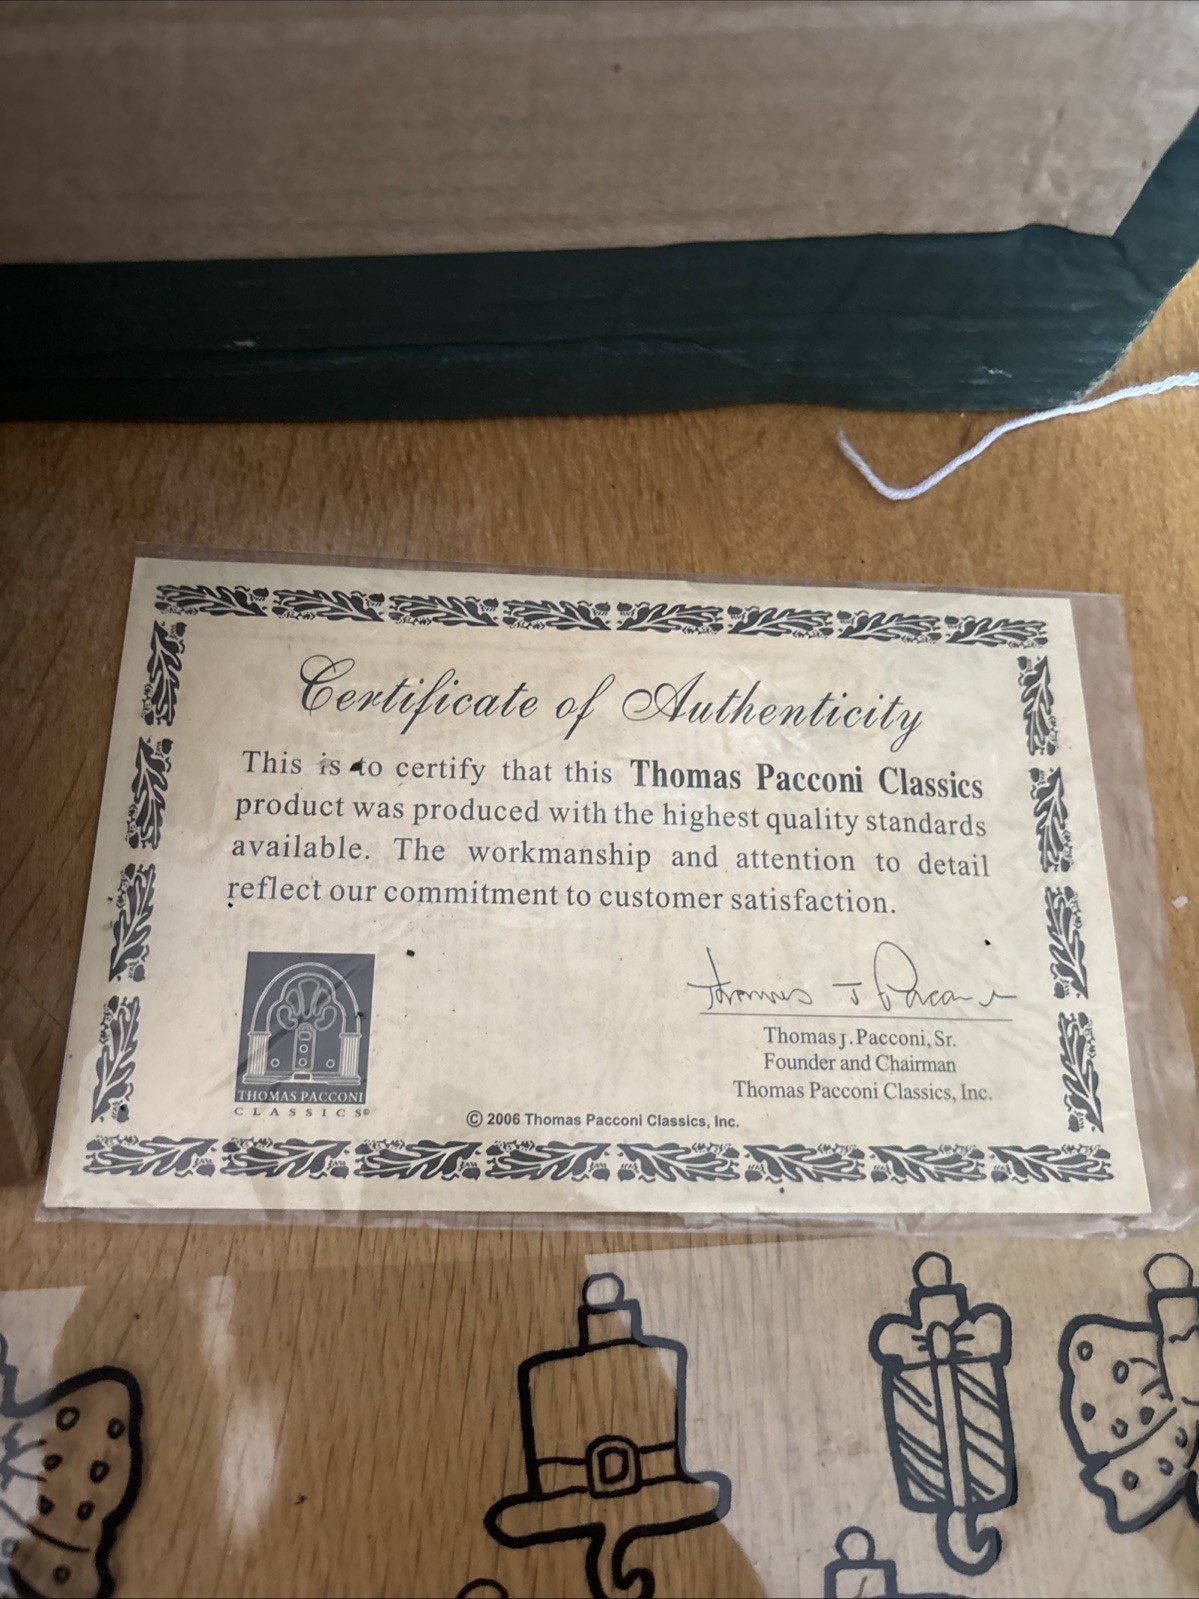 Certificate of Authenticity
This is to certify that this Thomas Pacconi Classics
product was produced with the highest quality standards
available. The workmanship and attention to detail
reflect our commitment to customer satisfaction.
Thomas J Pacconi
Thomas J. Pacconi, Sr.
Founder and Chairman
Thomas Pacconi Classics, Inc.
THOMAS PACCONI
CLASSICS©
© 2006 Thomas Pacconi Classics, Inc.